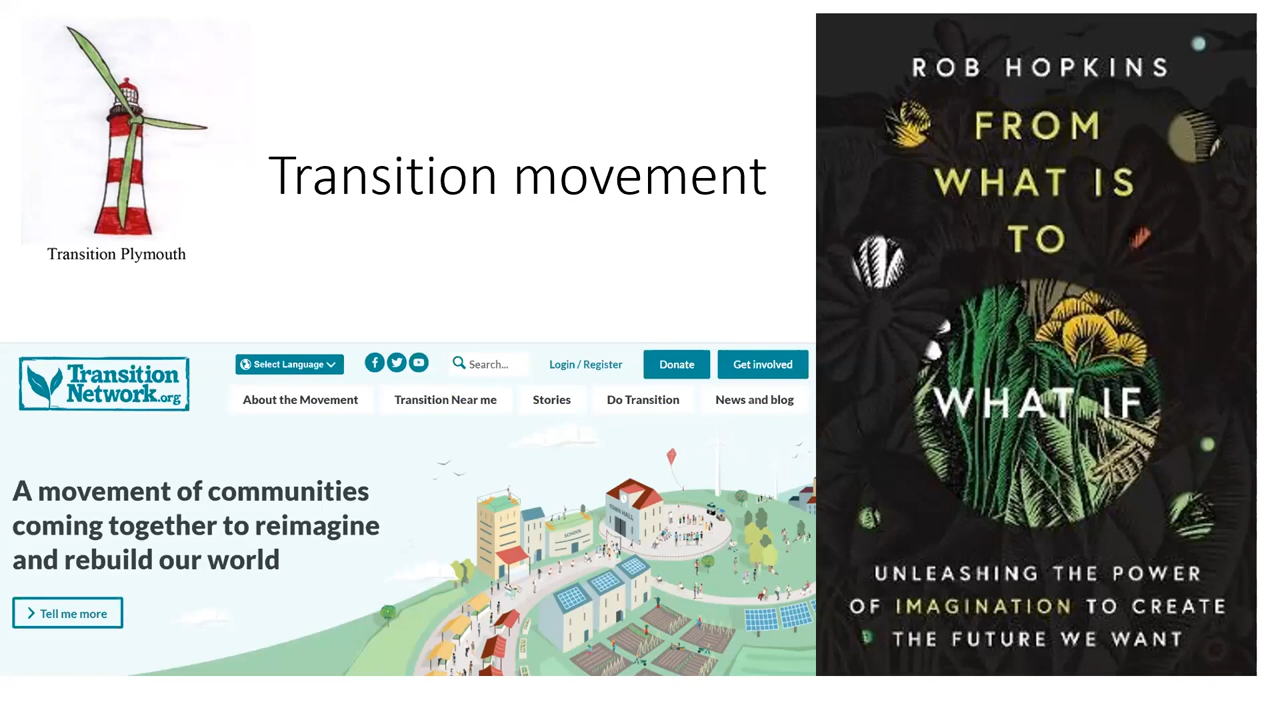 Transition Plymouth
Transition movement
Transition
Network.org
Select Language
Search...
Login / Register
Donate
Get involved
About the Movement
Transition Near me
Stories
Do Transition
News and blog
A movement of communities
coming together to reimagine
and rebuild our world
Tell me more
TOWN HALL
SCHOOL
ROB HOPKINS
FROM
WHAT IS
TO
WHAT IF
UNLEASHING THE POWER
OF IMAGINATION TO CREATE
THE FUTURE WE WANT